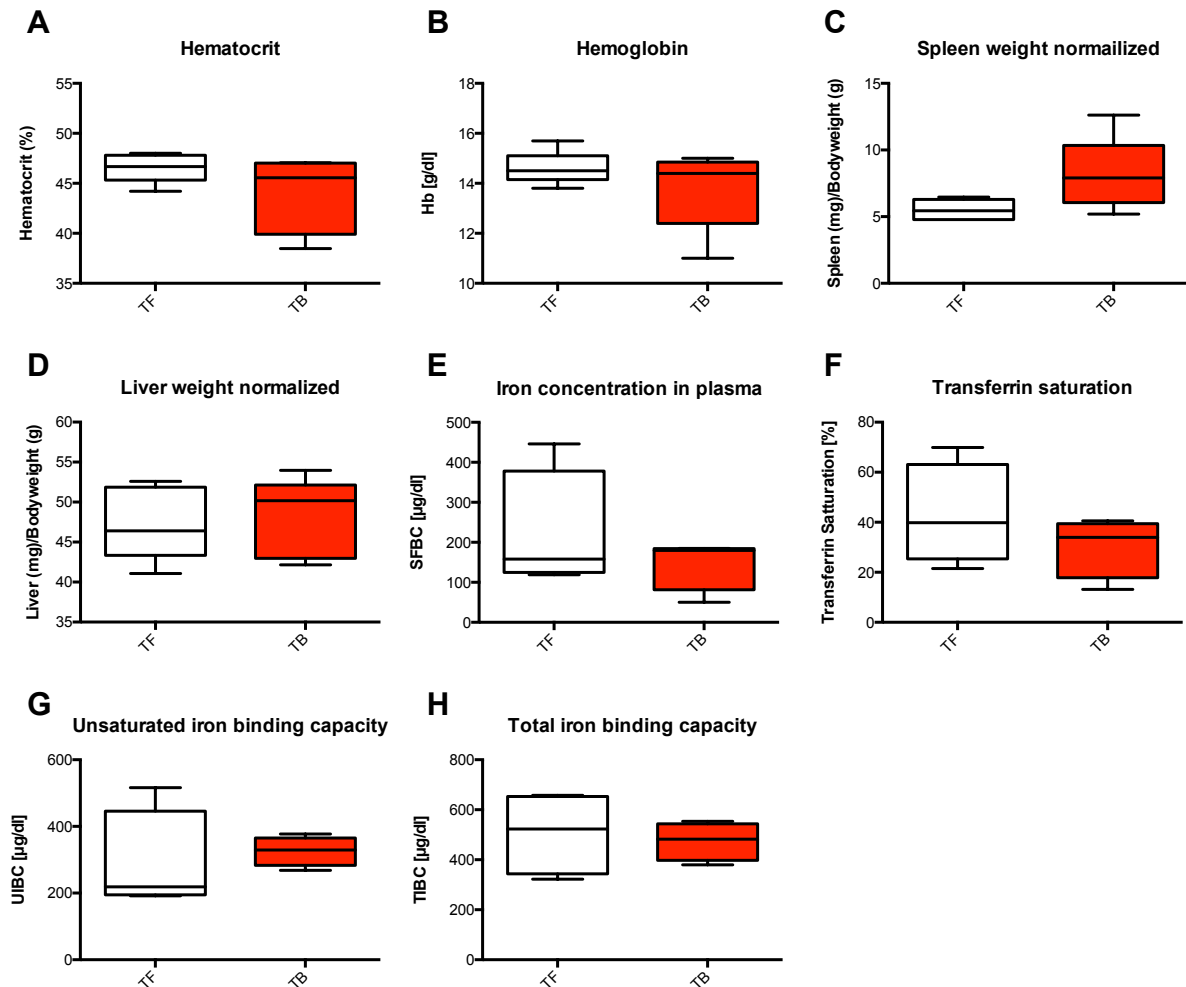 A
Hematocrit
Hematocrit (%)
55
50
45
40
35
TF
TB
B
Hemoglobin
Hb [g/dl]
18
16
14
12
10
TF
TB
C
Spleen weight normailized
Spleen (mg)/Bodyweight (g)
15
10
5
0
TF
TB
D
Liver weight normalized
Liver (mg)/Bodyweight (g)
60
55
50
45
40
35
TF
TB
E
Iron concentration in plasma
SFBC [µg/dl]
500
400
300
200
100
0
TF
TB
F
Transferrin saturation
Transferrin Satturation [%]
80
60
40
20
0
TF
TB
G
Unsaturated iron binding capacity
UIBC [µg/dl]
600
400
200
0
TF
TB
H
Total iron binding capacity
TIBC [µg/dl]
800
600
400
200
0
TF
TB